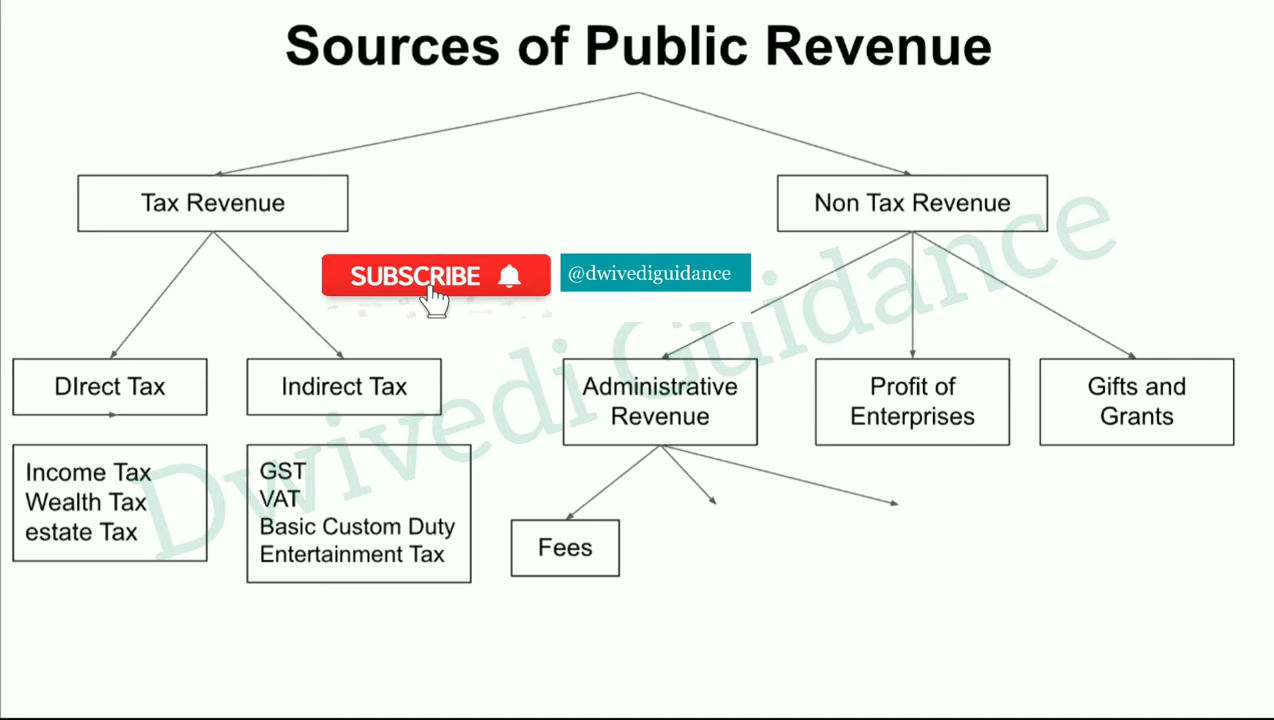 Sources of Public Revenue
Tax Revenue
Non Tax Revenue
SUBSCRIBE
@dwivediguidance
DIrect Tax
Indirect Tax
Administrative
Revenue
Profit of
Enterprises
Gifts and
Grants
Income Tax
Wealth Tax
estate Tax
GST
VAT
Basic Custom Duty
Entertainment Tax
Fees
Dwivedi Guidance